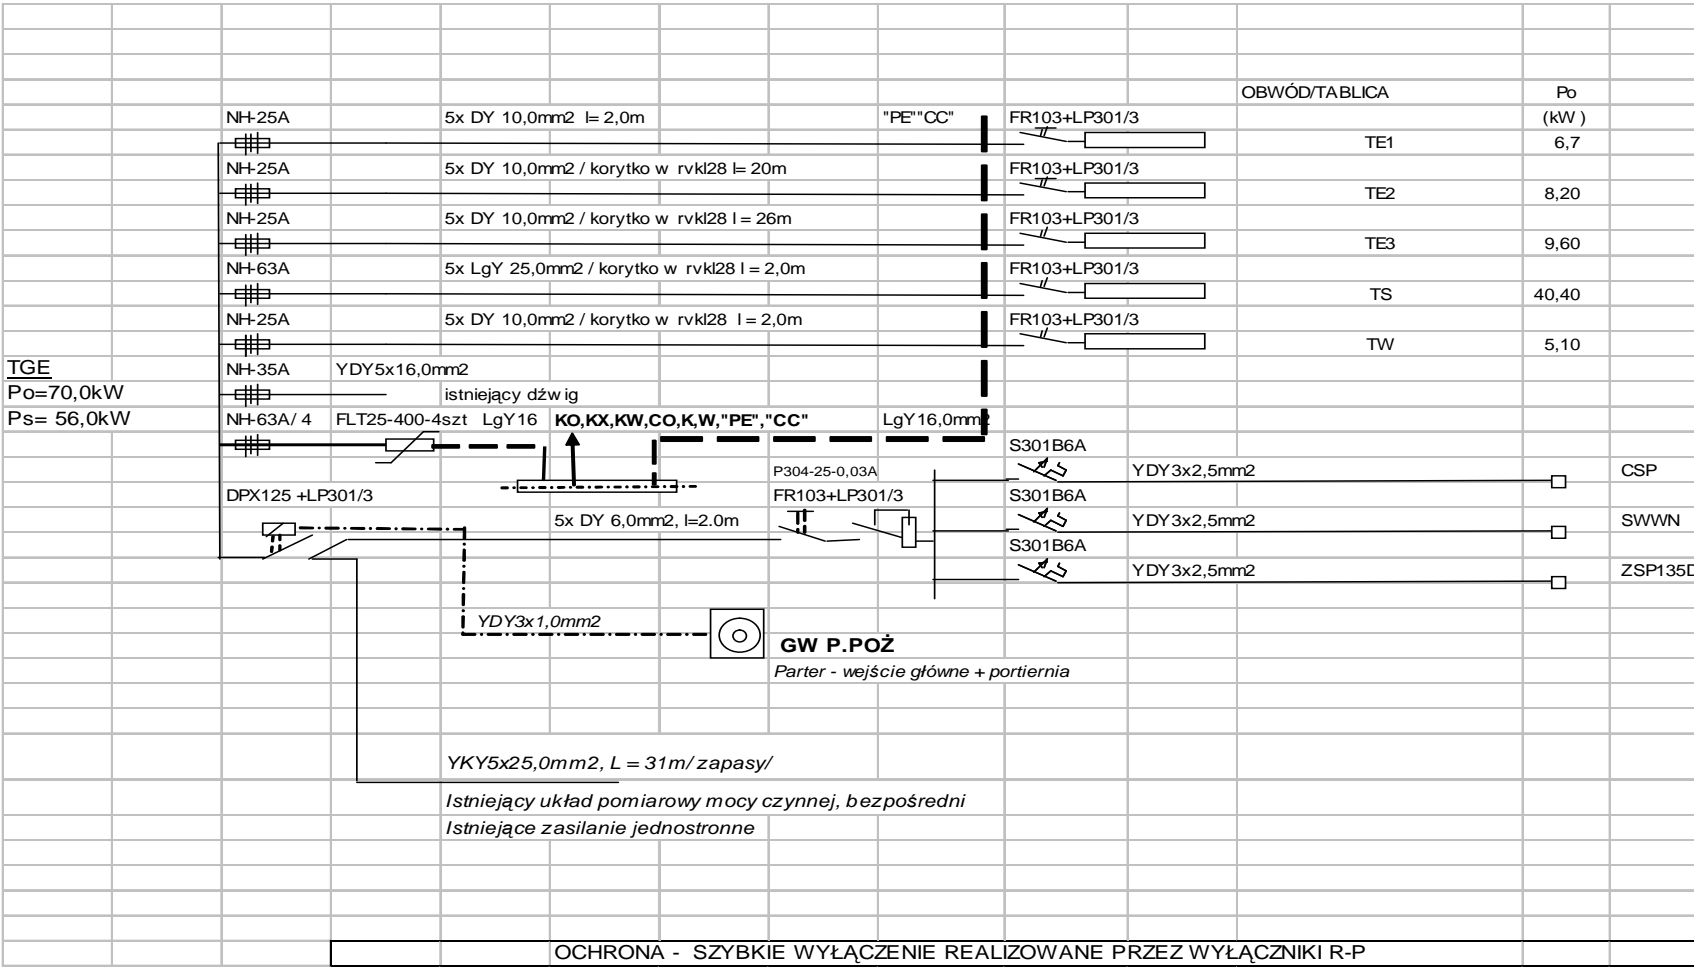 OBWÓD/TABLICA Po
NH-25A 5x DY 10,0mm2 l= 2,0m "PE""CC" FR103+LP301/3 (kW )
TE1 6,7
NH-25A 5x DY 10,0mm2 / korytko w rvkl28 l= 20m FR103+LP301/3
TE2 8,20
NH-25A 5x DY 10,0mm2 / korytko w rvkl28 l = 26m FR103+LP301/3
TE3 9,60
NH-63A 5x LgY 25,0mm2 / korytko w rvkl28 l = 2,0m FR103+LP301/3
TS 40,40
NH-25A 5x DY 10,0mm2 / korytko w rvkl28 l = 2,0m FR103+LP301/3
TW 5,10
TGE NH-35A YDY5x16,0mm2
Po=70,0kW istniejący dźwig
Ps= 56,0kW NH-63A/ 4 FLT25-400-4szt LgY16 KO,KX,KW,CO,K,W,"PE","CC" LgY16,0mm2
S301B6A
P304-25-0,03A YDY3x2,5mm2 CSP
DPX125 +LP301/3 FR103+LP301/3 S301B6A
5x DY 6,0mm2, l=2.0m YDY3x2,5mm2 SWWN
S301B6A
YDY3x2,5mm2 ZSP135D
YDY3x1,0mm2
GW P.POŻ
Parter - wejście główne + portiernia
YKY5x25,0mm2, L = 31m/ zapasy/
Istniejący układ pomiarowy mocy czynnej, bezpośredni
Istniejące zasilanie jednostronne
OCHRONA - SZYBKIE WYŁĄCZENIE REALIZOWANE PRZEZ WYŁĄCZNIKI R-P